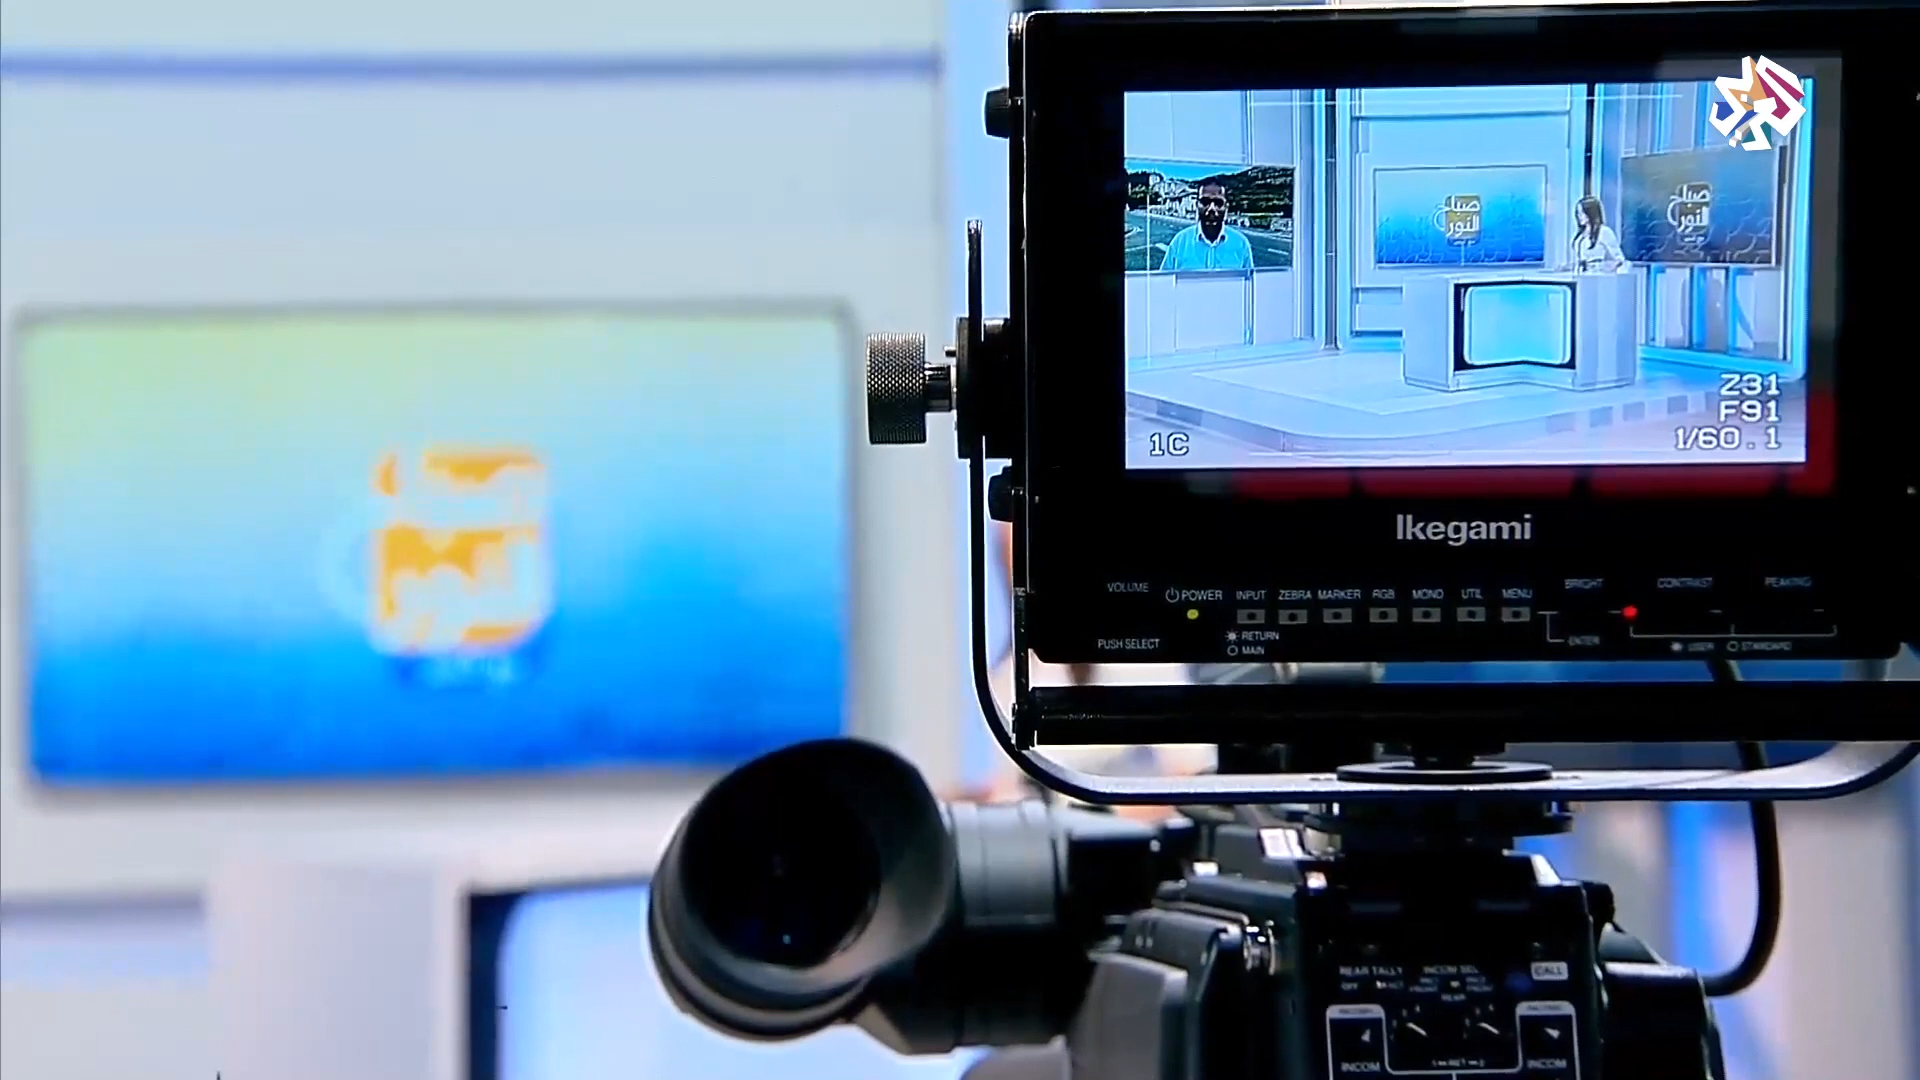 صباح
النور
صباح
النور
Z31
F91
1/60.1
1C
Ikegami
VOLUME
POWER
INPUT ZEBRA MARKER RGB MONO UTIL MENU
BRIGHT CONTRAST PEAKING
PUSH SELECT
RETURN
MAIN
ENTER
USER STANDARD
REAR TALLY INCOM SEL CALL
OFF
INCOM INCOM